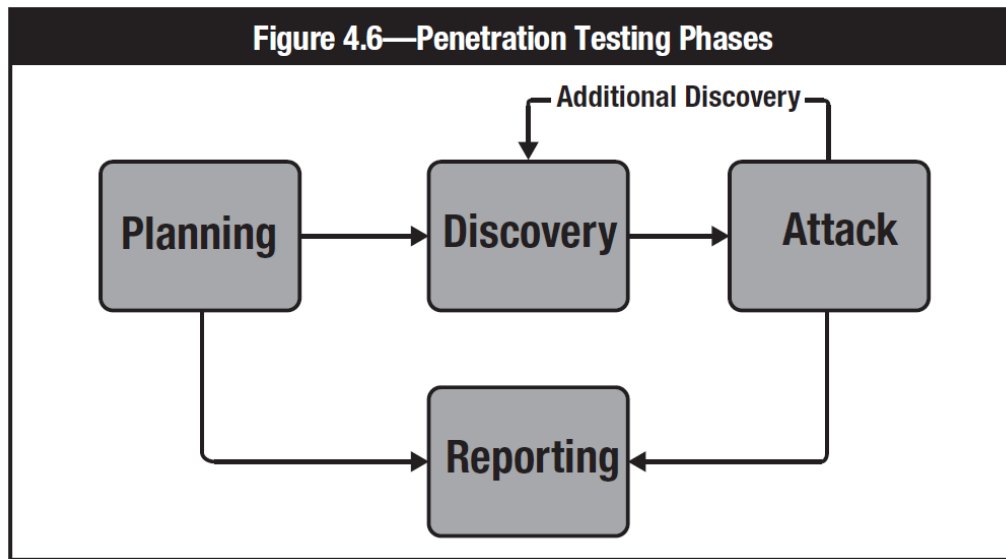 Figure 4.6—Penetration Testing Phases
Additional Discovery
Planning
Discovery
Attack
Reporting